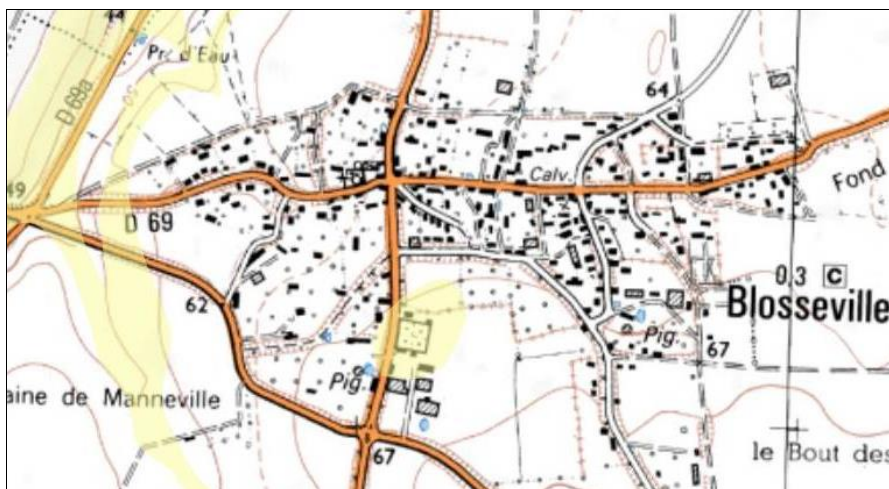 44
Pr. d'Eau
D 69a
64
Calv.
Fond
49
D 69
0,3 C
62
Blosseville
Pig.
67
Pig.
aine de Manneville
67
le Bout des